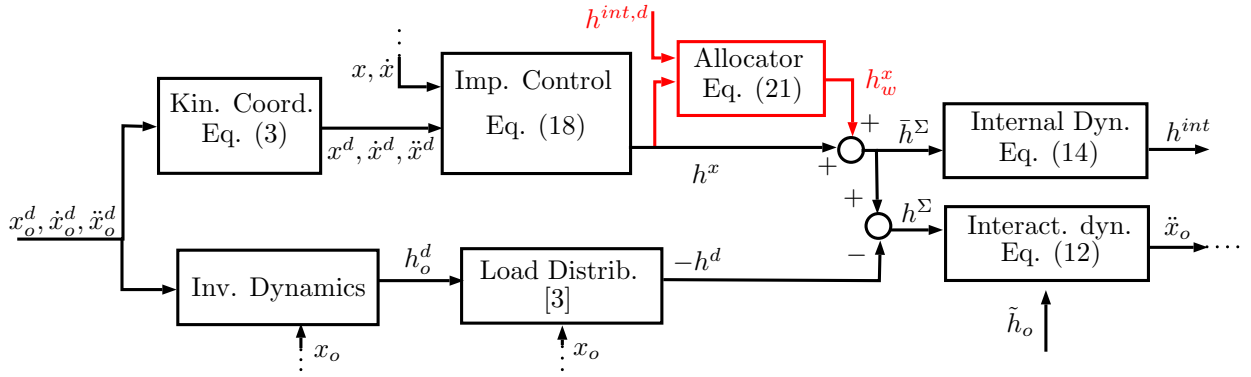 h^{int,d}
Allocator
Eq. (21)
x, ẋ
Imp. Control
Eq. (18)
h_w^x
Kin. Coord.
Eq. (3)
x^d, ẋ^d, ẍ^d
h^x
+
+
h̄^Σ
Internal Dyn.
Eq. (14)
h^{int}
x_o^d, ẋ_o^d, ẍ_o^d
+
−
h^Σ
Interact. dyn.
Eq. (12)
ẍ_o
Inv. Dynamics
h_o^d
Load Distrib.
[3]
−h^d
x_o
x_o
h̃_o